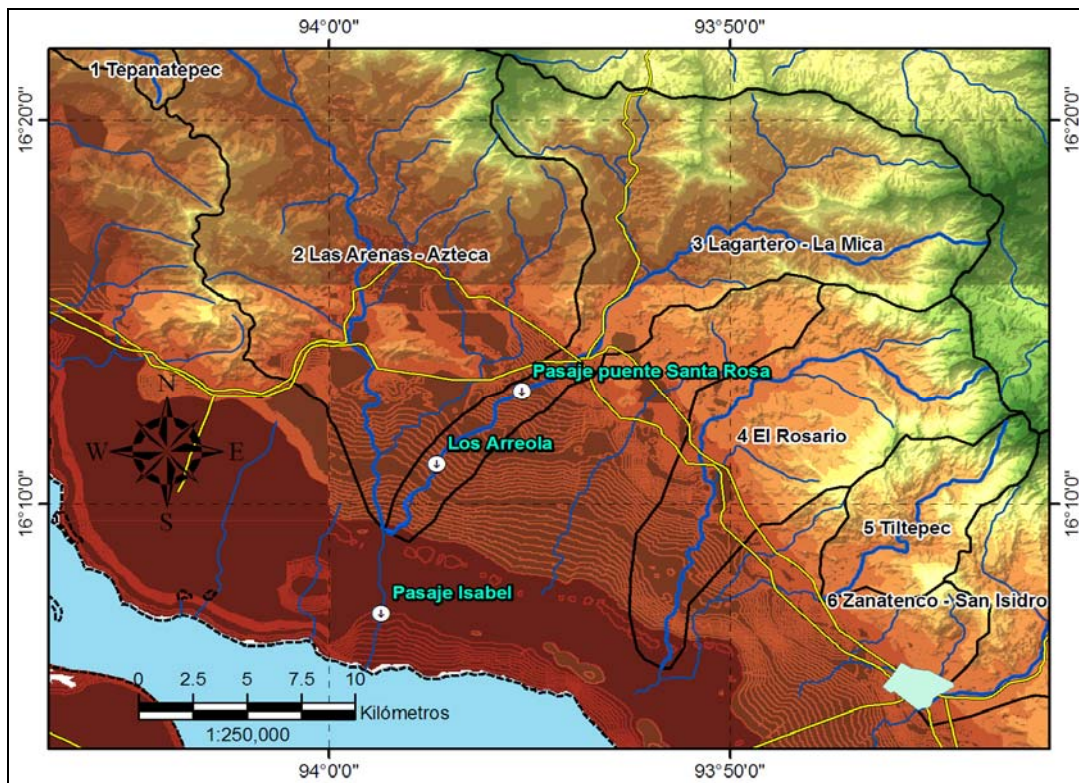 94°0'0"
93°50'0"
1 Tepanatepec
16°20'0"
16°20'0"
2 Las Arenas - Azteca
3 Lagartero - La Mica
Pasaje puente Santa Rosa
N
W
E
S
Los Arreola
4 El Rosario
16°10'0"
16°10'0"
5 Tiltepec
Pasaje Isabel
6 Zanatenco - San Isidro
0 2.5 5 7.5 10
Kilómetros
1:250,000
94°0'0"
93°50'0"